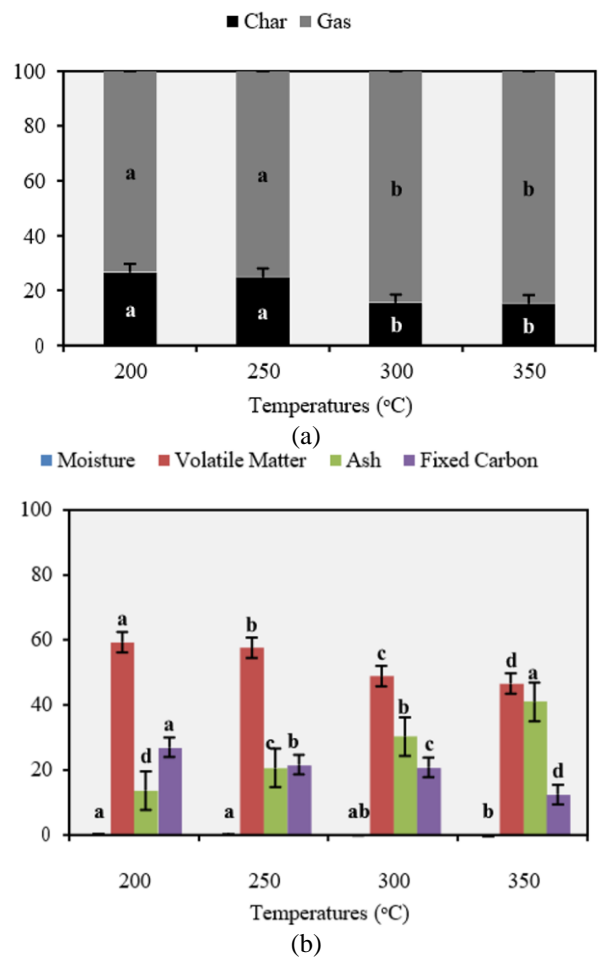 Char Gas
100
80
60
40
20
0
a a b b
a a b b
200 250 300 350
Temperatures (°C)
(a)
Moisture Volatile Matter Ash Fixed Carbon
100
80
60
40
20
0
a a d a
a b c b
ab c b c
b d a d
200 250 300 350
Temperatures (°C)
(b)